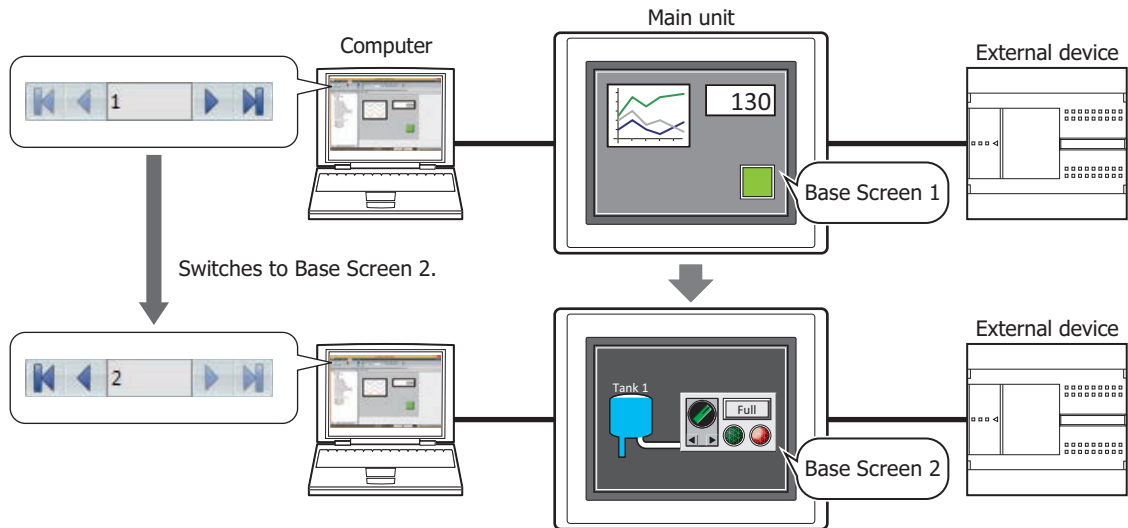 Main unit
Computer
External device
1
130
Base Screen 1
Switches to Base Screen 2.
External device
2
Tank 1
Full
Base Screen 2